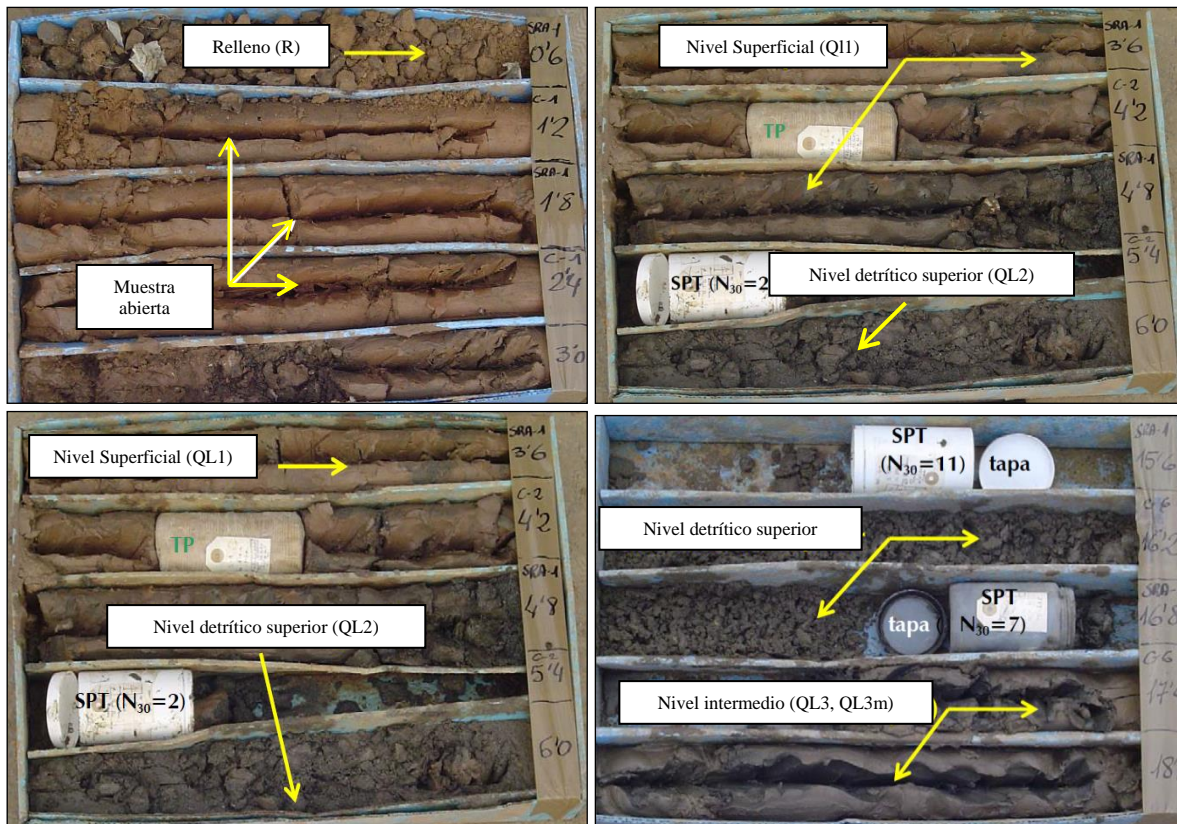 Relleno (R)
SRA-1
0'6
C-1
1'2
SRA-1
1'8
C-1
2'4
3'0
Muestra
abierta
Nivel Superficial (Ql1)
SRA-1
3'6
C-2
4'2
TP
SRA-1
4'8
C-2
5'4
SPT (N30=2
Nivel detrítico superior (QL2)
6'0
Nivel Superficial (QL1)
SRA-1
3'6
C-2
4'2
TP
SRA-1
4'8
Nivel detrítico superior (QL2)
C-2
5'4
SPT (N30=2)
6'0
SPT
(N30=11)
tapa
SRA-1
15'6
C-6
16'2
Nivel detrítico superior
SRA-1
16'8
SPT
tapa (
N30=7)
C-6
17'
Nivel intermedio (QL3, QL3m)
18'